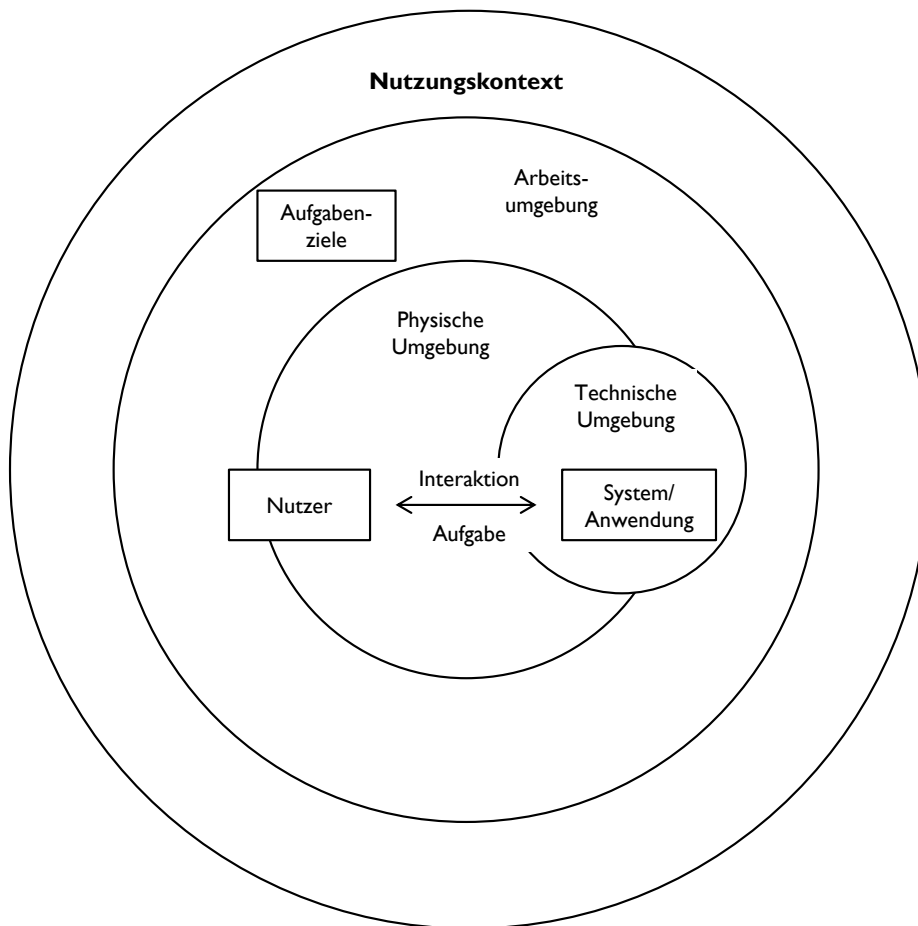 Nutzungskontext
Arbeits-
umgebung
Aufgaben-
ziele
Physische
Umgebung
Technische
Umgebung
Interaktion
Nutzer
System/
Anwendung
Aufgabe